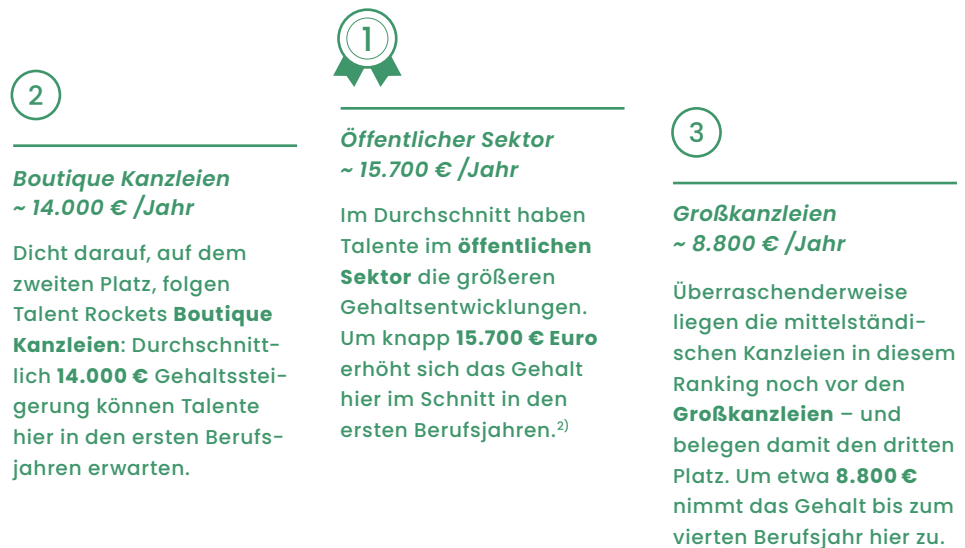 2
Boutique Kanzleien
~ 14.000 € /Jahr
Dicht darauf, auf dem
zweiten Platz, folgen
Talent Rockets Boutique
Kanzleien: Durchschnitt-
lich 14.000 € Gehaltsstei-
gerung können Talente
hier in den ersten Berufs-
jahren erwarten.
1
Öffentlicher Sektor
~ 15.700 € /Jahr
Im Durchschnitt haben
Talente im öffentlichen
Sektor die größeren
Gehaltsentwicklungen.
Um knapp 15.700 € Euro
erhöht sich das Gehalt
hier im Schnitt in den
ersten Berufsjahren.2)
3
Großkanzleien
~ 8.800 € /Jahr
Überraschenderweise
liegen die mittelständi-
schen Kanzleien in diesem
Ranking noch vor den
Großkanzleien – und
belegen damit den dritten
Platz. Um etwa 8.800 €
nimmt das Gehalt bis zum
vierten Berufsjahr hier zu.